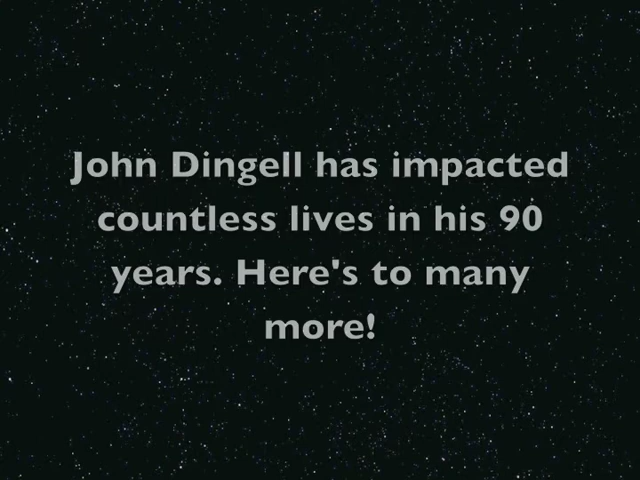 John Dingell has impacted
countless lives in his 90
years. Here's to many
more!